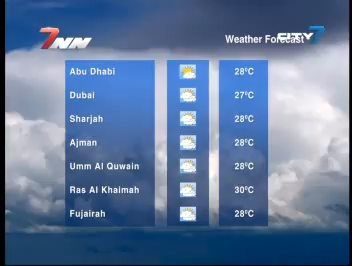 7NN
Weather Forecast
CITY7
Abu Dhabi 28°C
Dubai 27°C
Sharjah 28°C
Ajman 28°C
Umm Al Quwain 28°C
Ras Al Khaimah 30°C
Fujairah 28°C